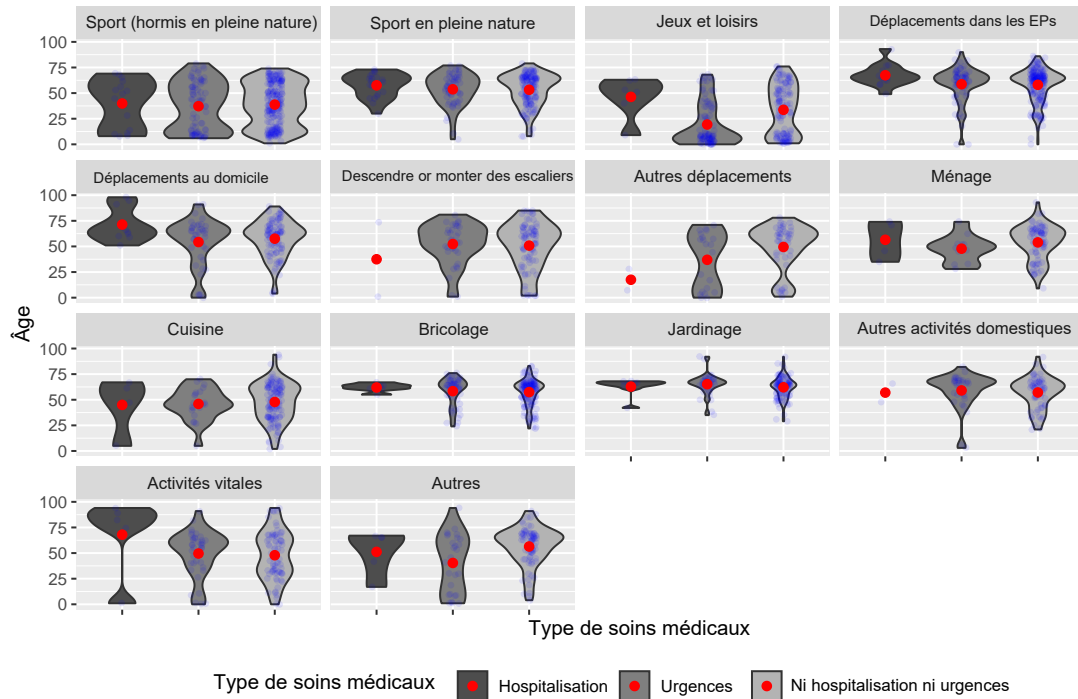 Sport (hormis en pleine nature)
Sport en pleine nature
Jeux et loisirs
Déplacements dans les EPs
100
75
50
25
0
Déplacements au domicile
Descendre or monter des escaliers
Autres déplacements
Ménage
100
75
50
25
0
Cuisine
Bricolage
Jardinage
Autres activités domestiques
100
75
50
25
0
Activités vitales
Autres
100
75
50
25
0
Âge
Type de soins médicaux
Type de soins médicaux Hospitalisation Urgences Ni hospitalisation ni urgences